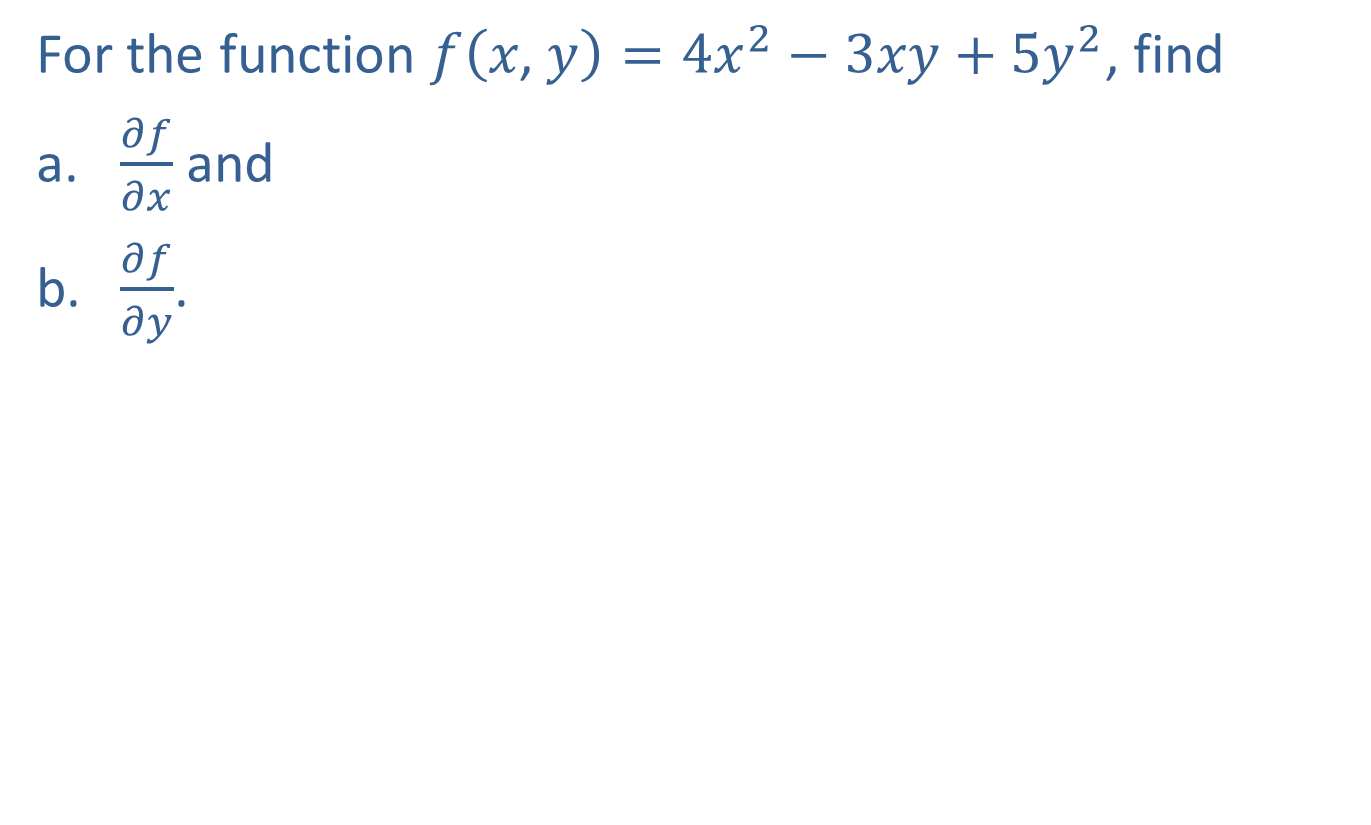 For the function f(x, y) = 4x² − 3xy + 5y², find
a. ∂f/∂x and
b. ∂f/∂y.